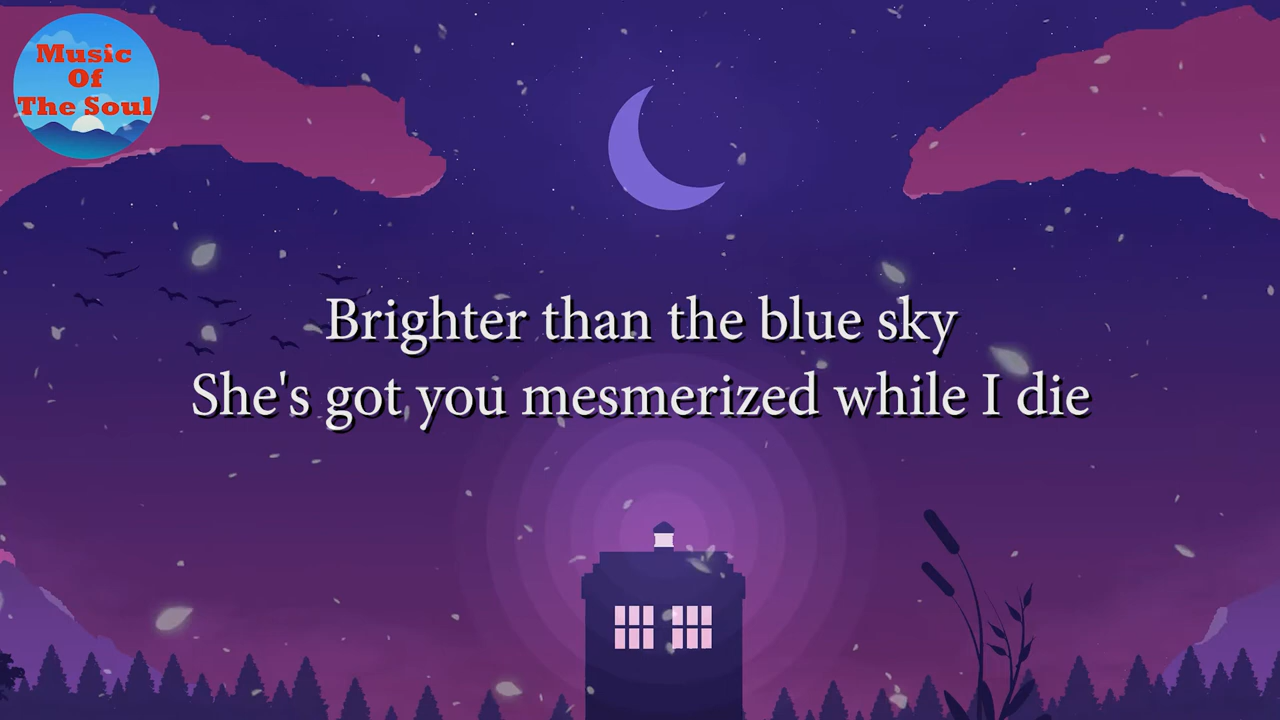 Music
Of
The Soul
Brighter than the blue sky
She's got you mesmerized while I die